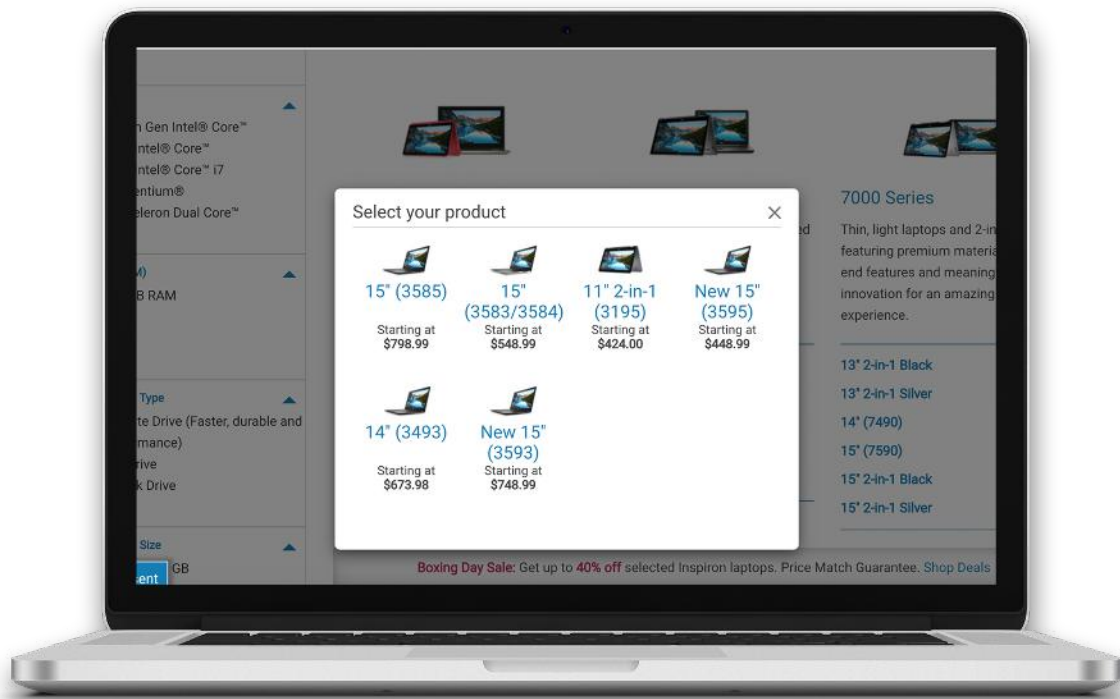 n Gen Intel® Core™
ntel® Core™
ntel® Core™ i7
entium®
eleron Dual Core™
M)
B RAM
Type
te Drive (Faster, durable and
mance)
rive
k Drive
Size
GB
sent
Select your product
15" (3585)
Starting at
$798.99
15"
(3583/3584)
Starting at
$548.99
11" 2-in-1
(3195)
Starting at
$424.00
New 15"
(3595)
Starting at
$448.99
14" (3493)
Starting at
$673.98
New 15"
(3593)
Starting at
$748.99
ed
7000 Series
Thin, light laptops and 2-in
featuring premium materia
end features and meaning
innovation for an amazing
experience.
13" 2-in-1 Black
13" 2-in-1 Silver
14" (7490)
15" (7590)
15" 2-in-1 Black
15" 2-in-1 Silver
Boxing Day Sale: Get up to 40% off selected Inspiron laptops. Price Match Guarantee. Shop Deals